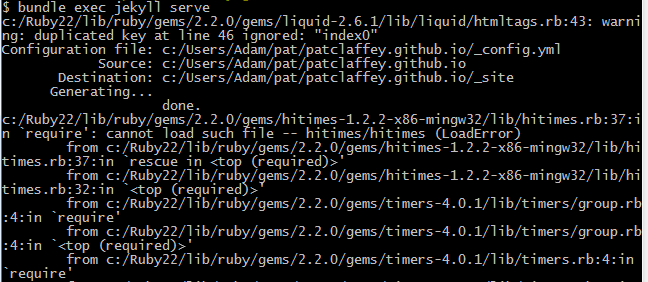 $ bundle exec jekyll serve
c:/Ruby22/lib/ruby/gems/2.2.0/gems/liquid-2.6.1/lib/liquid/htmltags.rb:43: warni
ng: duplicated key at line 46 ignored: "index0"
Configuration file: c:/Users/Adam/pat/patclaffey.github.io/_config.yml
Source: c:/Users/Adam/pat/patclaffey.github.io
Destination: c:/Users/Adam/pat/patclaffey.github.io/_site
Generating...
done.
c:/Ruby22/lib/ruby/gems/2.2.0/gems/hitimes-1.2.2-x86-mingw32/lib/hitimes.rb:37:i
n `require': cannot load such file -- hitimes/hitimes (LoadError)
from c:/Ruby22/lib/ruby/gems/2.2.0/gems/hitimes-1.2.2-x86-mingw32/lib/hi
times.rb:37:in `rescue in <top (required)>'
from c:/Ruby22/lib/ruby/gems/2.2.0/gems/hitimes-1.2.2-x86-mingw32/lib/hi
times.rb:32:in `<top (required)>'
from c:/Ruby22/lib/ruby/gems/2.2.0/gems/timers-4.0.1/lib/timers/group.rb
:4:in `require'
from c:/Ruby22/lib/ruby/gems/2.2.0/gems/timers-4.0.1/lib/timers/group.rb
:4:in `<top (required)>'
from c:/Ruby22/lib/ruby/gems/2.2.0/gems/timers-4.0.1/lib/timers.rb:4:in
`require'